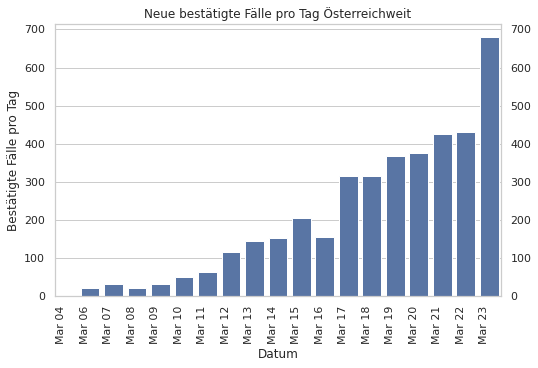 Neue bestätigte Fälle pro Tag Österreichweit
700
600
500
400
300
200
100
0
Bestätigte Fälle pro Tag
700
600
500
400
300
200
100
0
Mar 04
Mar 06
Mar 07
Mar 08
Mar 09
Mar 10
Mar 11
Mar 12
Mar 13
Mar 14
Mar 15
Mar 16
Mar 17
Mar 18
Mar 19
Mar 20
Mar 21
Mar 22
Mar 23
Datum